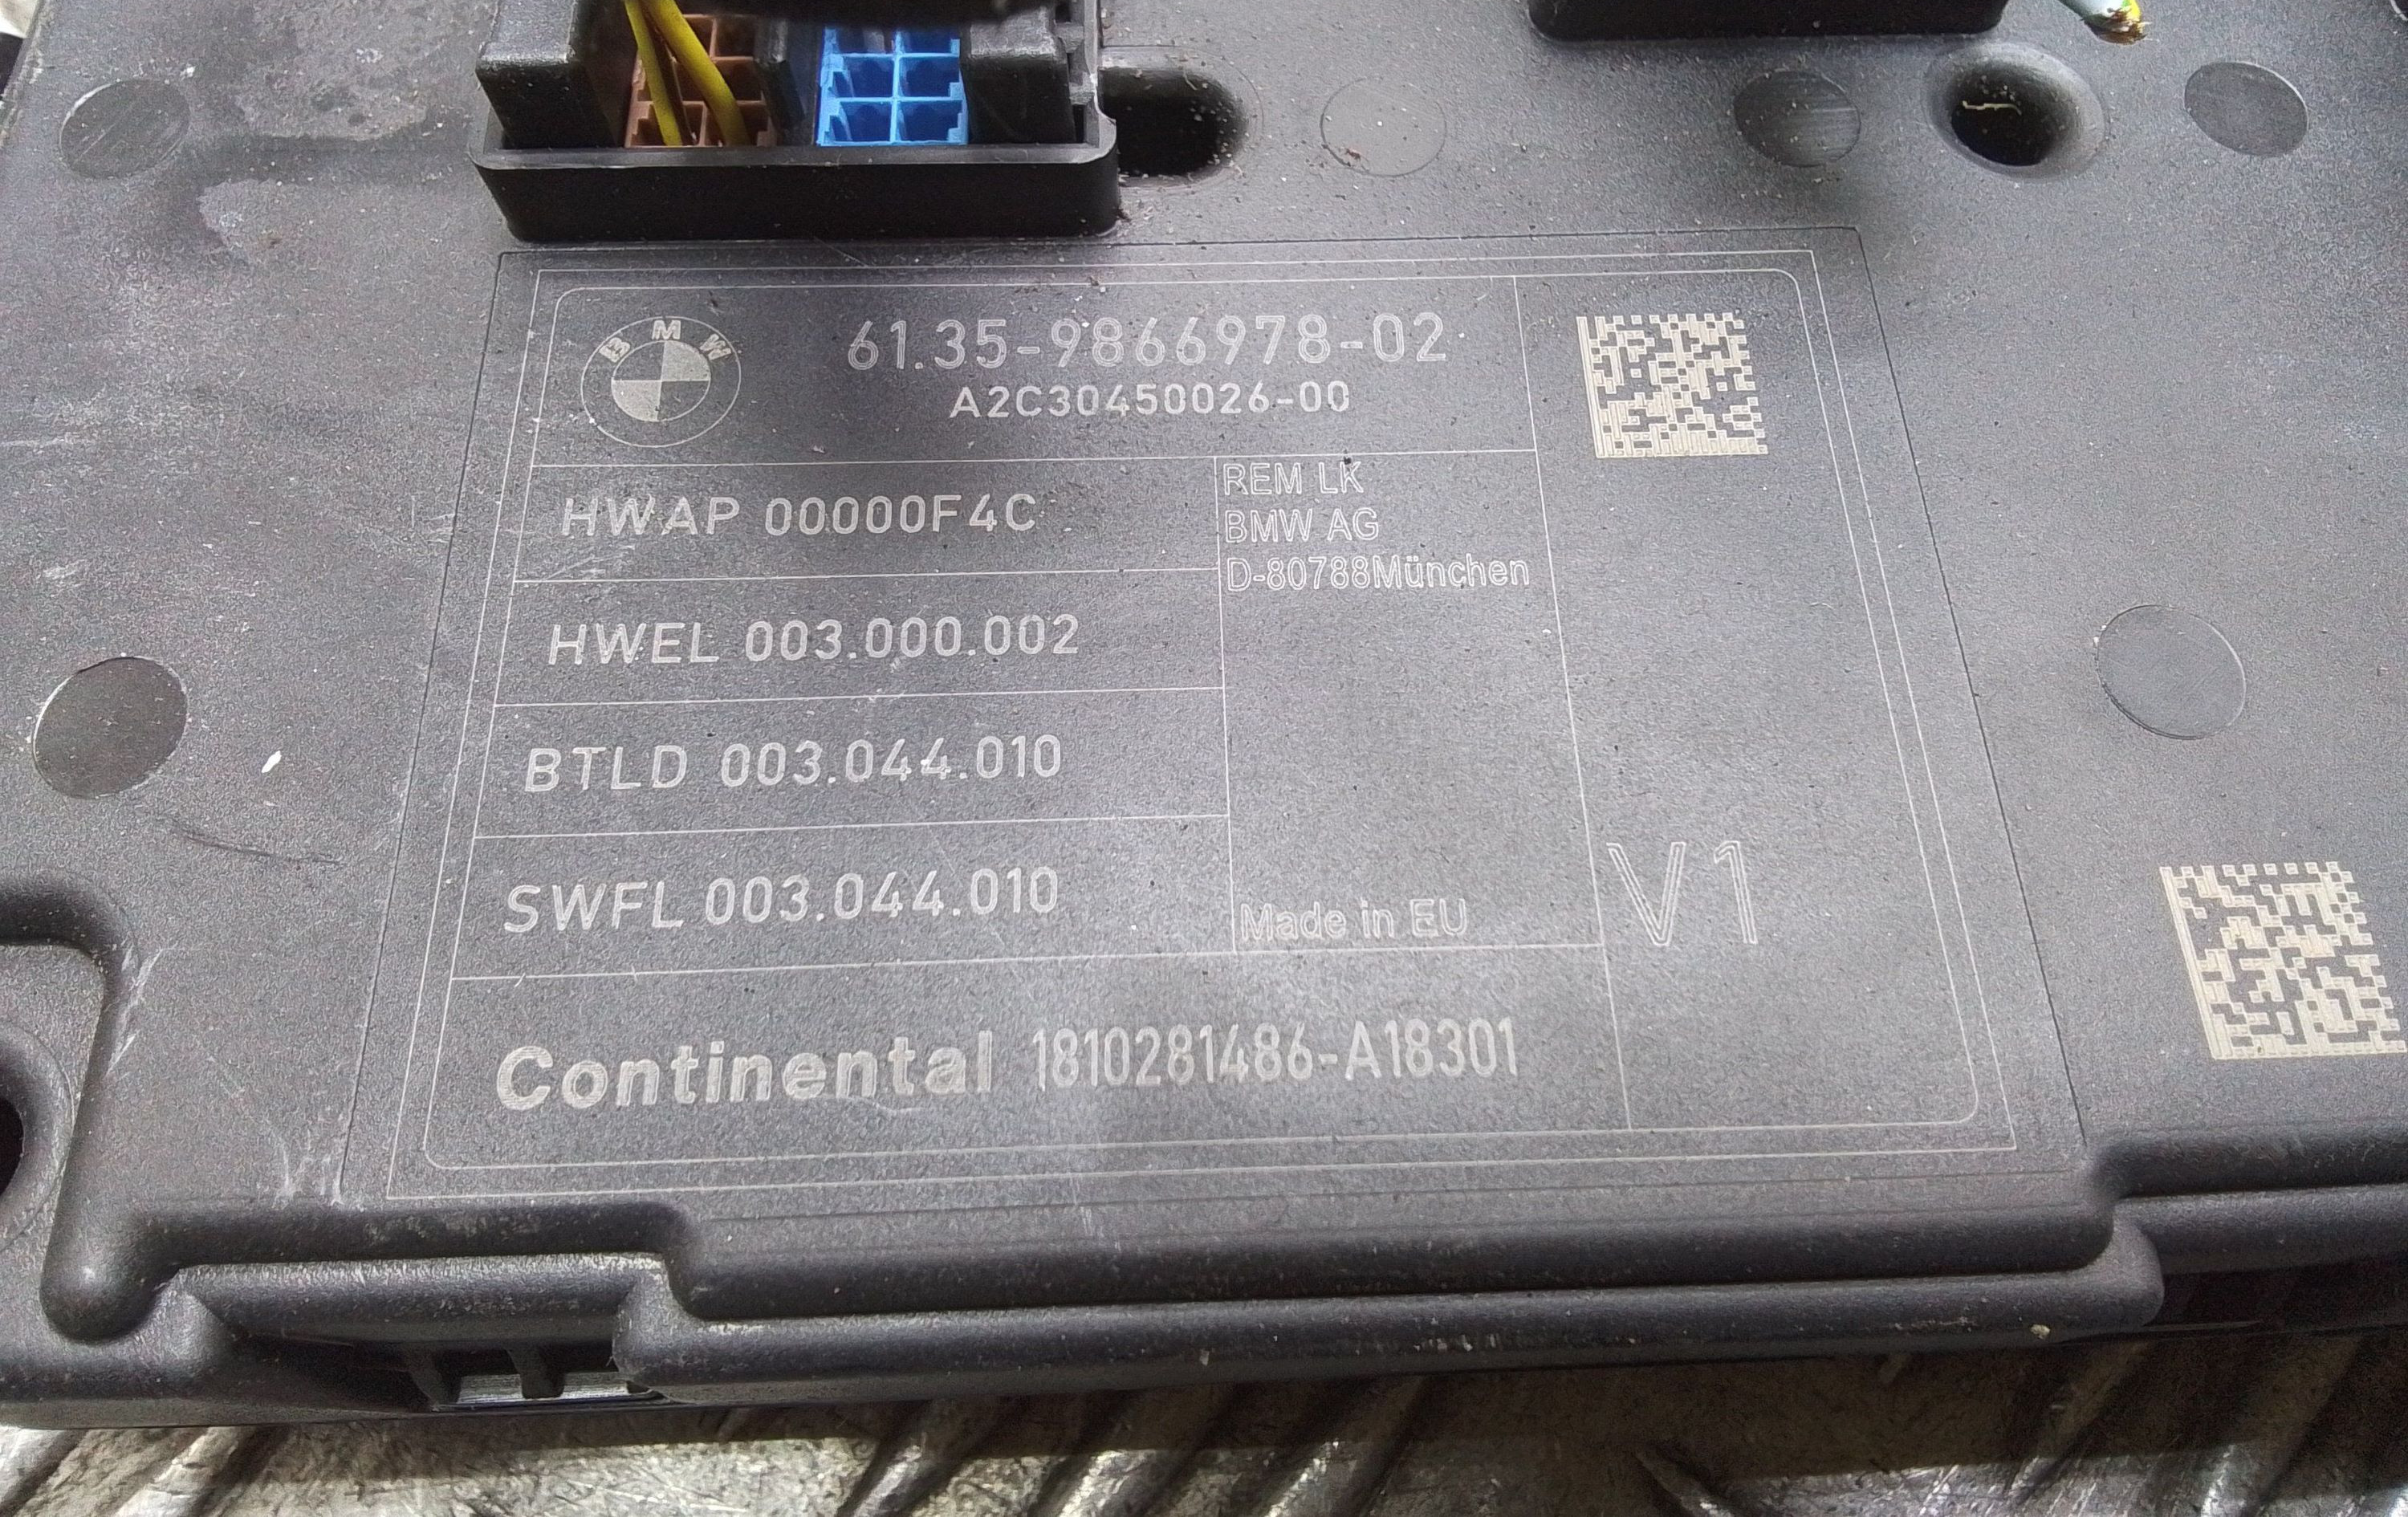 BMW
61.35-9866978-02
A2C30450026-00
HWAP 00000F4C
REM LK
BMW AG
D-80788München
HWEL 003.000.002
BTLD 003.044.010
SWFL 003.044.010
Made in EU
V1
Continental 1810281486-A18301